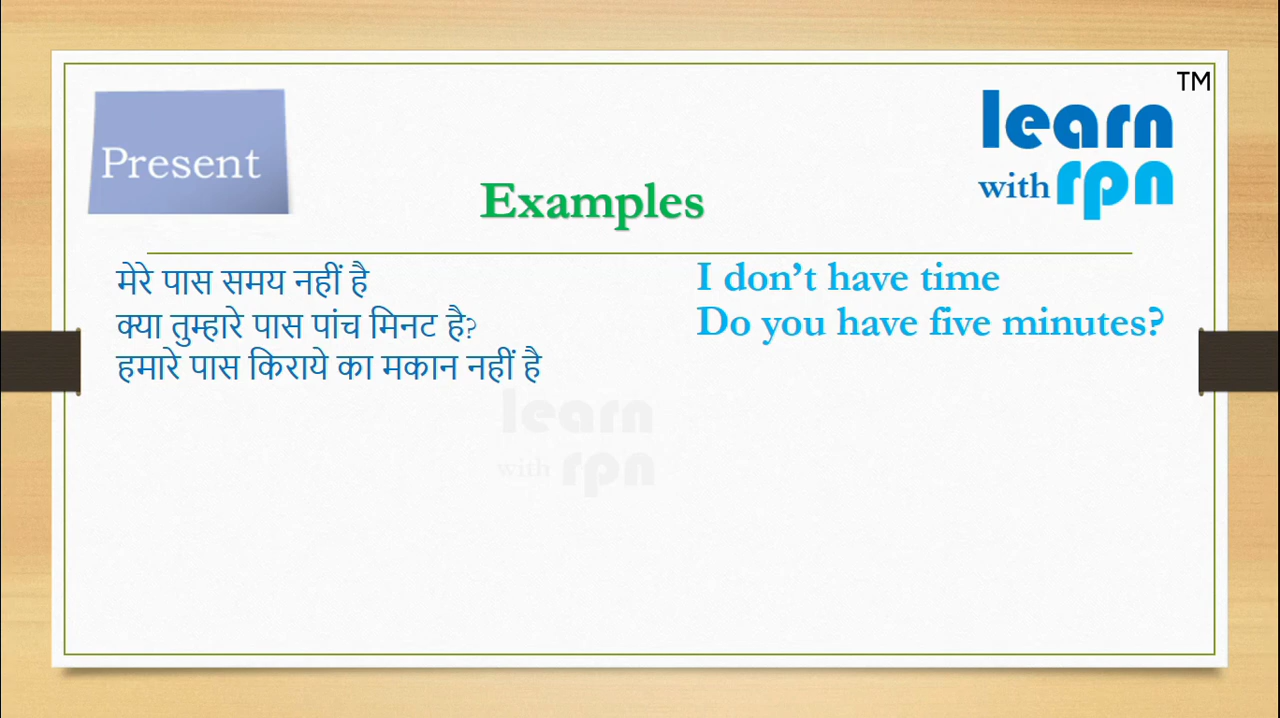 TM
learn
with rpn
Present
Examples
मेरे पास समय नहीं है
I don't have time
क्या तुम्हारे पास पांच मिनट है?
Do you have five minutes?
हमारे पास किराये का मकान नहीं है
learn
with rpn